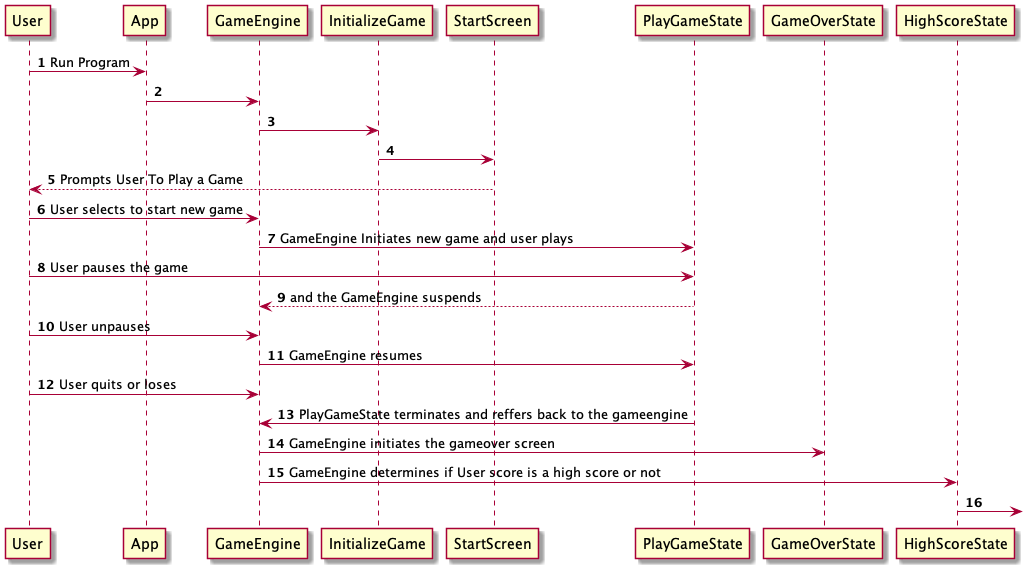 User App GameEngine InitializeGame StartScreen PlayGameState GameOverState HighScoreState
1 Run Program
2
3
4
5 Prompts User To Play a Game
6 User selects to start new game
7 GameEngine Initiates new game and user plays
8 User pauses the game
9 and the GameEngine suspends
10 User unpauses
11 GameEngine resumes
12 User quits or loses
13 PlayGameState terminates and reffers back to the gameengine
14 GameEngine initiates the gameover screen
15 GameEngine determines if User score is a high score or not
16
User App GameEngine InitializeGame StartScreen PlayGameState GameOverState HighScoreState